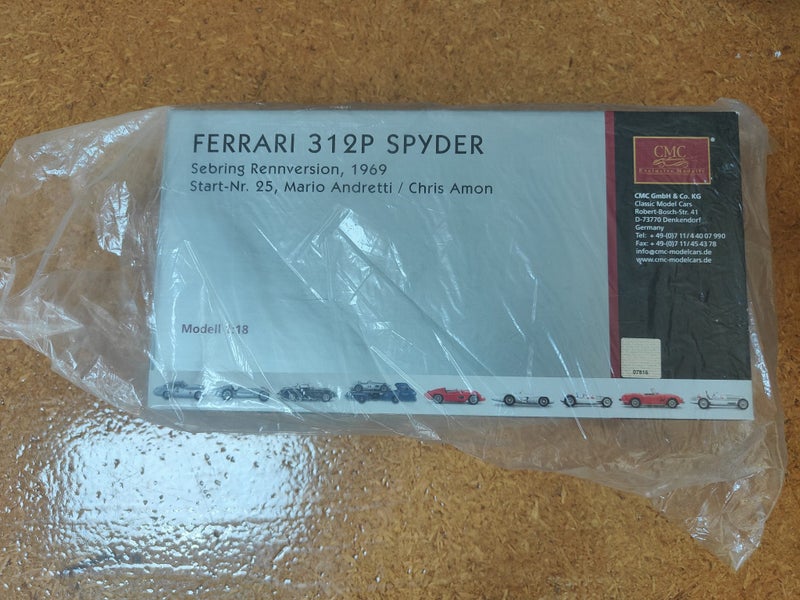 FERRARI 312P SPYDER
Sebring Rennversion, 1969
Start-Nr. 25, Mario Andretti / Chris Amon
Modell 1:18
CMC
Exclusive Modelle
CMC GmbH & Co. KG
Classic Model Cars
Robert-Bosch-Str. 41
D-73770 Denkendorf
Germany
Tel: + 49-(0)7 11/4 40 07 990
Fax: + 49-(0)7 11/45 43 78
info@cmc-modelcars.de
www.cmc-modelcars.de